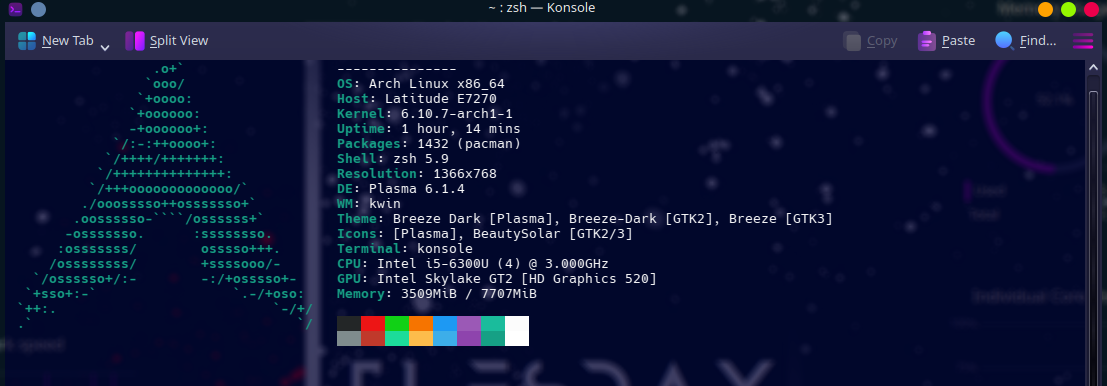 ~ : zsh — Konsole
New Tab
Split View
Copy
Paste
Find...
---------------
OS: Arch Linux x86_64
Host: Latitude E7270
Kernel: 6.10.7-arch1-1
Uptime: 1 hour, 14 mins
Packages: 1432 (pacman)
Shell: zsh 5.9
Resolution: 1366x768
DE: Plasma 6.1.4
WM: kwin
Theme: Breeze Dark [Plasma], Breeze-Dark [GTK2], Breeze [GTK3]
Icons: [Plasma], BeautySolar [GTK2/3]
Terminal: konsole
CPU: Intel i5-6300U (4) @ 3.000GHz
GPU: Intel Skylake GT2 [HD Graphics 520]
Memory: 3509MiB / 7707MiB